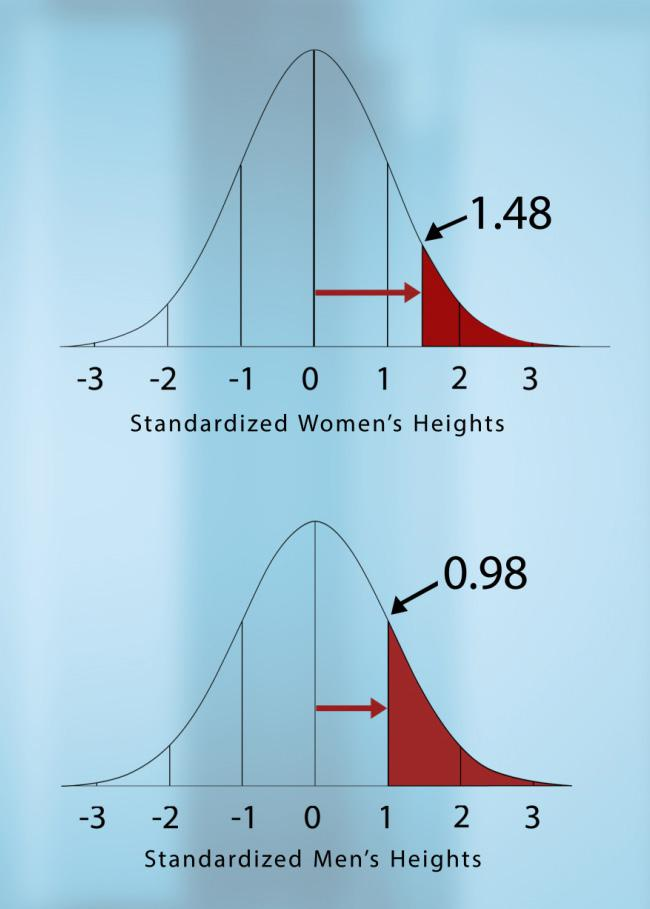 1.48
-3 -2 -1 0 1 2 3
Standardized Women’s Heights
0.98
-3 -2 -1 0 1 2 3
Standardized Men’s Heights